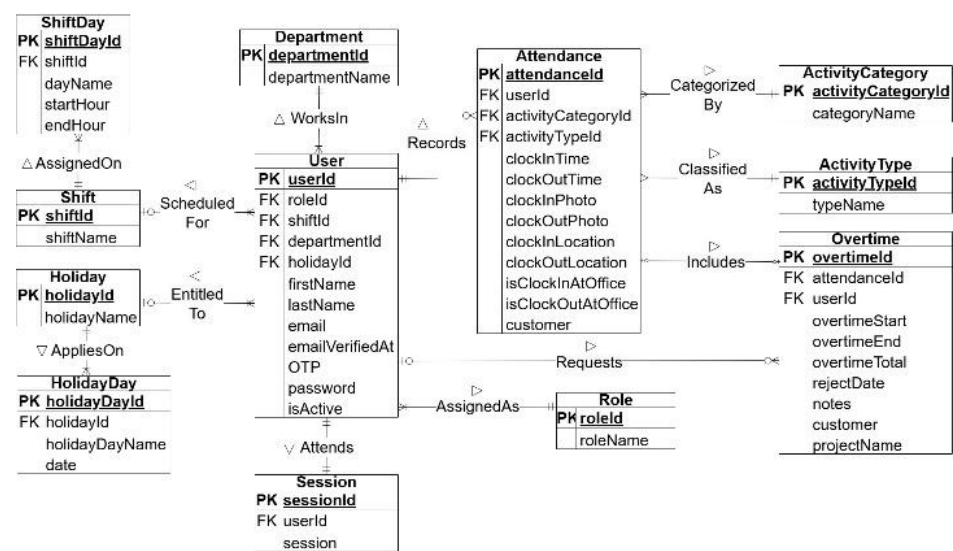 ShiftDay
PK shiftDayId
FK shiftId
dayName
startHour
endHour
△ AssignedOn
Shift
PK shiftId
shiftName
Holiday
PK holidayId
holidayName
▽ AppliesOn
HolidayDay
PK holidayDayId
FK holidayId
holidayDayName
date
◁
Scheduled
For
◁
Entitled
To
Department
PK departmentId
departmentName
△ WorksIn
User
PK userId
FK roleId
FK shiftId
FK departmentId
FK holidayId
firstName
lastName
email
emailVerifiedAt
OTP
password
isActive
▽ Attends
Session
PK sessionId
FK userId
session
△
Records
Attendance
PK attendanceId
FK userId
FK activityCategoryId
FK activityTypeId
clockInTime
clockOutTime
clockInPhoto
clockOutPhoto
clockInLocation
clockOutLocation
isClockInAtOffice
isClockOutAtOffice
customer
▷
Categorized
By
▷
Classified
As
▷
Includes
▷
Requests
▷
AssignedAs
Role
PK roleId
roleName
ActivityCategory
PK activityCategoryId
categoryName
ActivityType
PK activityTypeId
typeName
Overtime
PK overtimeId
FK attendanceId
FK userId
overtimeStart
overtimeEnd
overtimeTotal
rejectDate
notes
customer
projectName